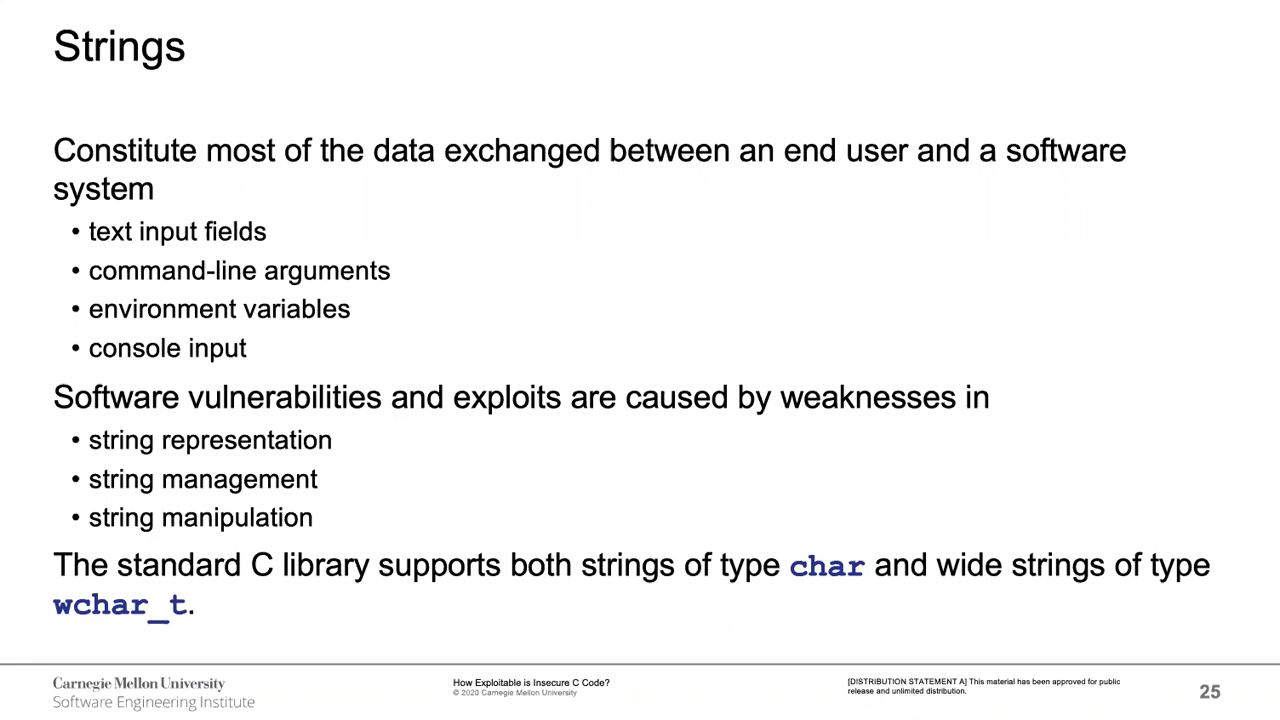 Strings
Constitute most of the data exchanged between an end user and a software
system
• text input fields
• command-line arguments
• environment variables
• console input
Software vulnerabilities and exploits are caused by weaknesses in
• string representation
• string management
• string manipulation
The standard C library supports both strings of type char and wide strings of type
wchar_t.
Carnegie Mellon University
Software Engineering Institute
How Exploitable is Insecure C Code?
© 2020 Carnegie Mellon University
[DISTRIBUTION STATEMENT A] This material has been approved for public
release and unlimited distribution.
25